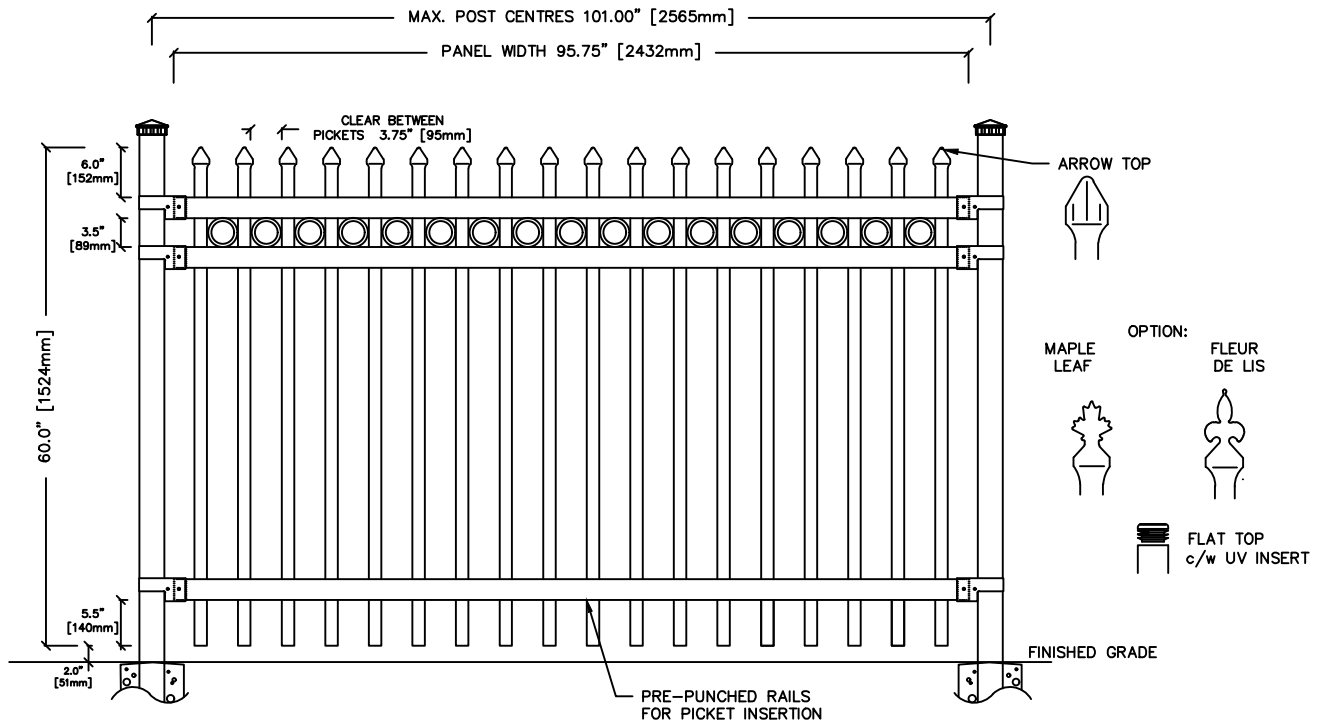 MAX. POST CENTRES 101.00" [2565mm]
PANEL WIDTH 95.75" [2432mm]
CLEAR BETWEEN
PICKETS 3.75" [95mm]
6.0"
[152mm]
ARROW TOP
3.5"
[89mm]
60.0" [1524mm]
OPTION:
MAPLE
LEAF
FLEUR
DE LIS
FLAT TOP
c/w UV INSERT
5.5"
[140mm]
2.0"
[51mm]
FINISHED GRADE
PRE-PUNCHED RAILS
FOR PICKET INSERTION